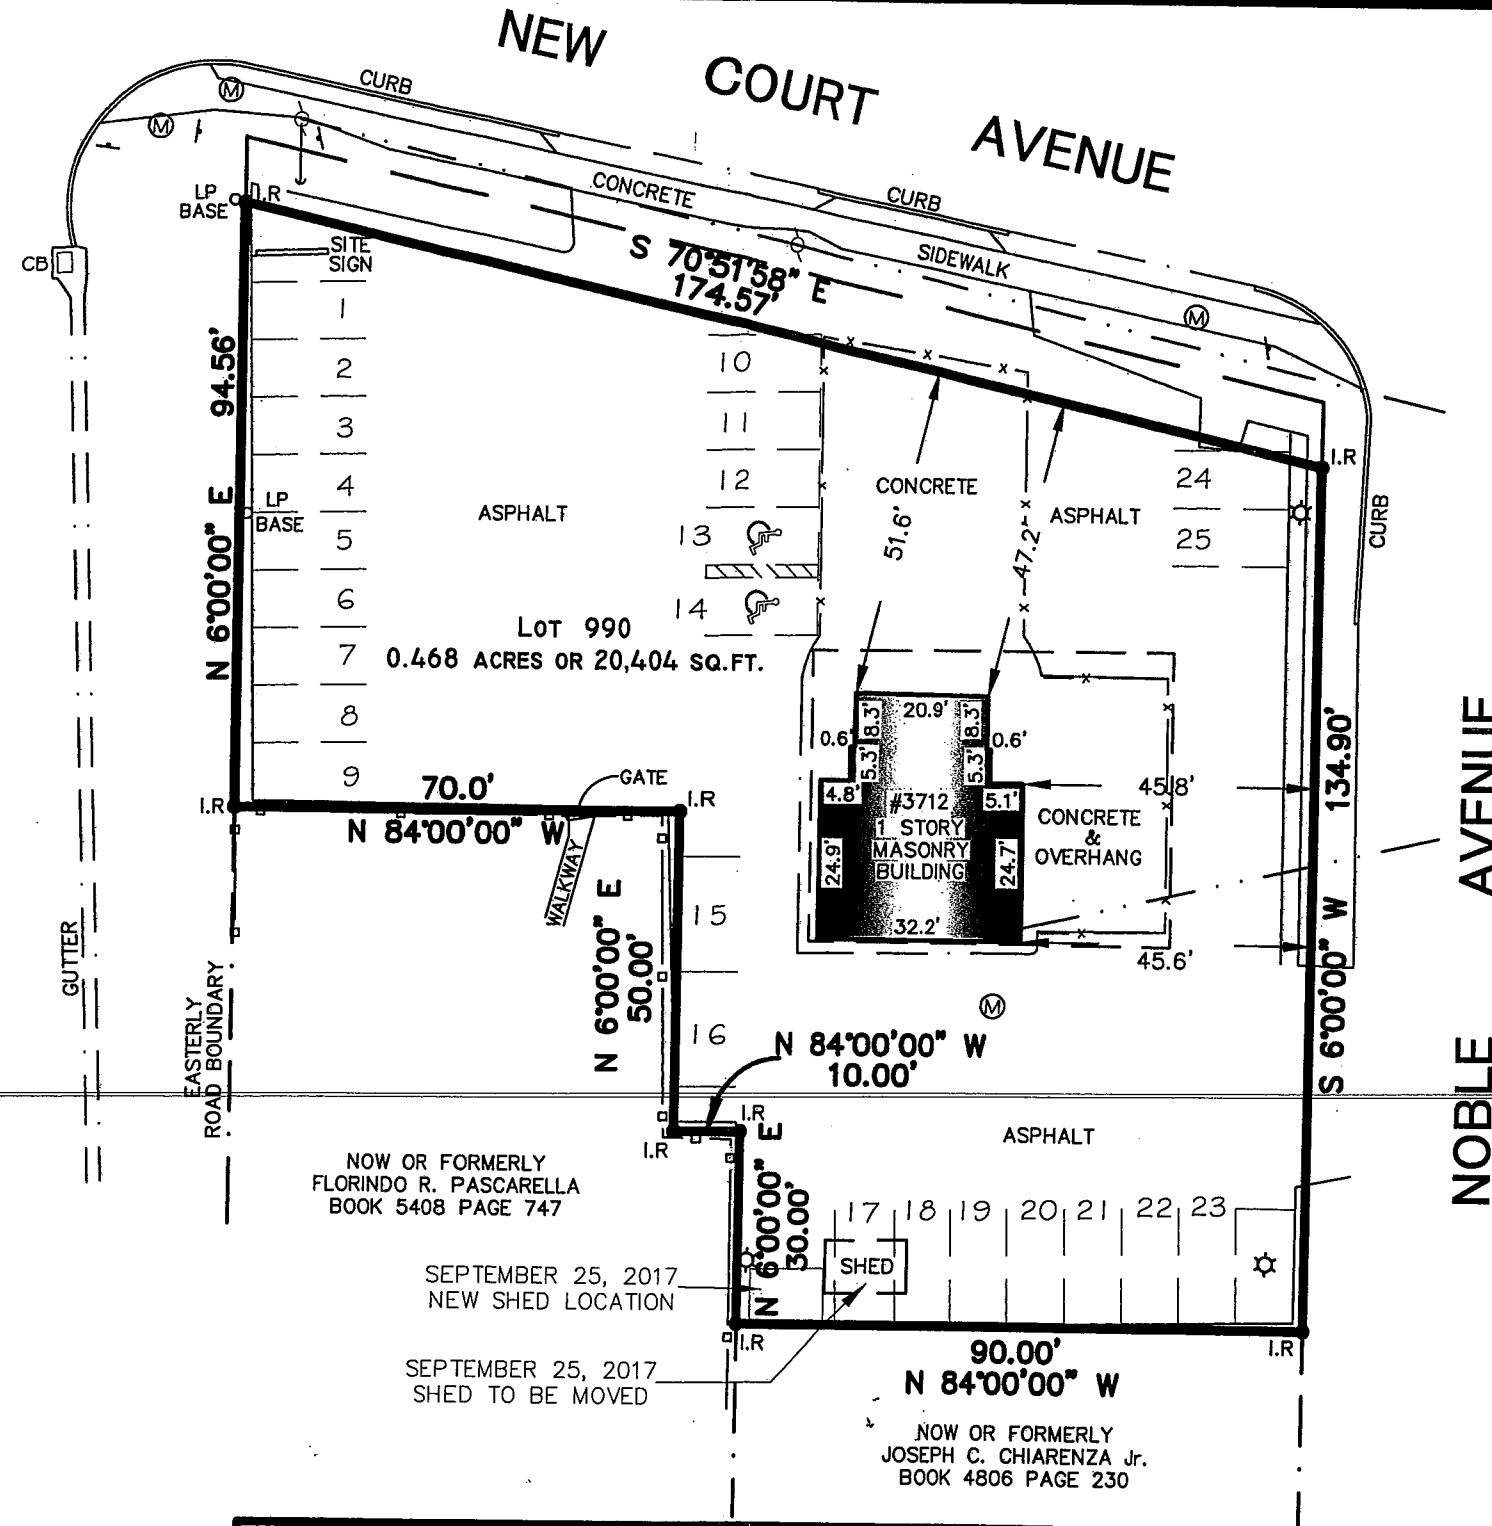 NEW COURT AVENUE
CURB
M
M
CONCRETE
CURB
SIDEWALK
M
LP
BASE
I.R
CB
SITE
SIGN
S 70°51'58" E
174.57'
1
2
3
4
5
6
7
8
9
10
11
12
13
14
94.56'
N 6°00'00" E
LP
BASE
ASPHALT
CONCRETE
51.6'
47.2'
ASPHALT
24
25
I.R
CURB
LOT 990
0.468 ACRES OR 20,404 SQ.FT.
20.9'
8.3'
8.3'
0.6'
0.6'
5.3'
5.3'
4.8'
5.1'
#3712
1 STORY
MASONRY
BUILDING
24.9'
24.7'
32.2'
45.8'
CONCRETE
&
OVERHANG
45.6'
134.90'
S 6°00'00" W
NOBLE AVENUE
I.R
70.0'
N 84°00'00" W
GATE
I.R
WALKWAY
N 6°00'00" E
50.00'
15
16
M
N 84°00'00" W
10.00'
GUTTER
EASTERLY
ROAD BOUNDARY
I.R
I.R
ASPHALT
NOW OR FORMERLY
FLORINDO R. PASCARELLA
BOOK 5408 PAGE 747
N 6°00'00" E
30.00'
17 18 19 20 21 22 23
SHED
SEPTEMBER 25, 2017
NEW SHED LOCATION
SEPTEMBER 25, 2017
SHED TO BE MOVED
I.R
I.R
90.00'
N 84°00'00" W
NOW OR FORMERLY
JOSEPH C. CHIARENZA Jr.
BOOK 4806 PAGE 230